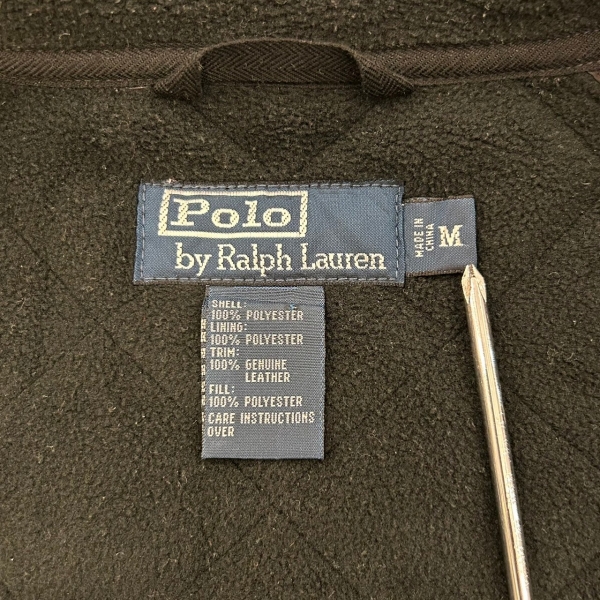 Polo
by Ralph Lauren
MADE IN
CHINA
M
SHELL:
100% POLYESTER
LINING:
100% POLYESTER
TRIM:
100% GENUINE
LEATHER
FILL:
100% POLYESTER
CARE INSTRUCTIONS
OVER